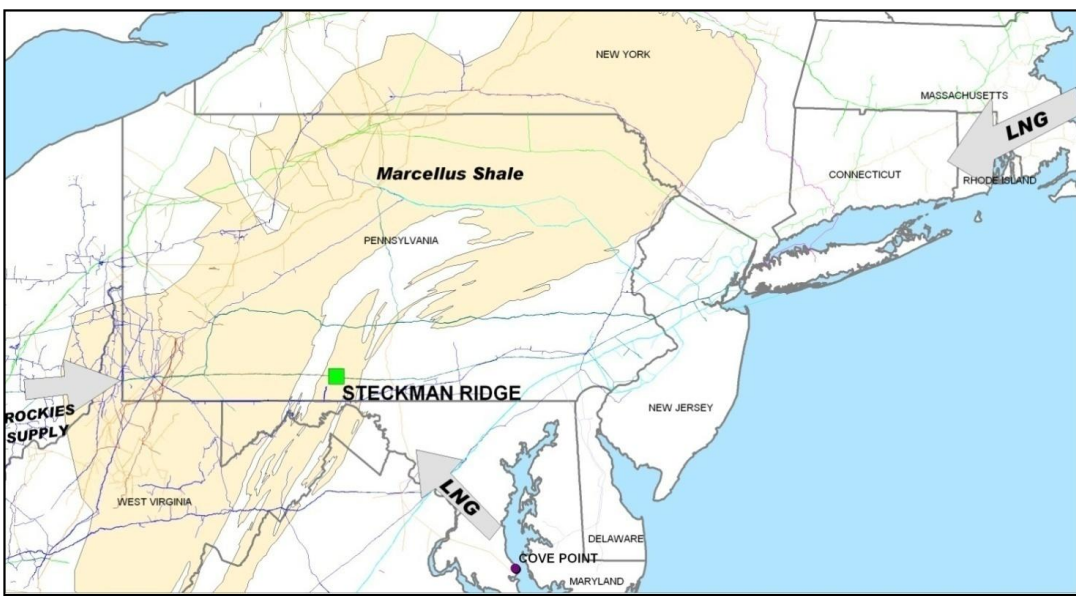 NEW YORK
MASSACHUSETTS
LNG
Marcellus Shale
CONNECTICUT
RHODE ISLAND
PENNSYLVANIA
STECKMAN RIDGE
ROCKIES
SUPPLY
NEW JERSEY
WEST VIRGINIA
LNG
DELAWARE
COVE POINT
MARYLAND